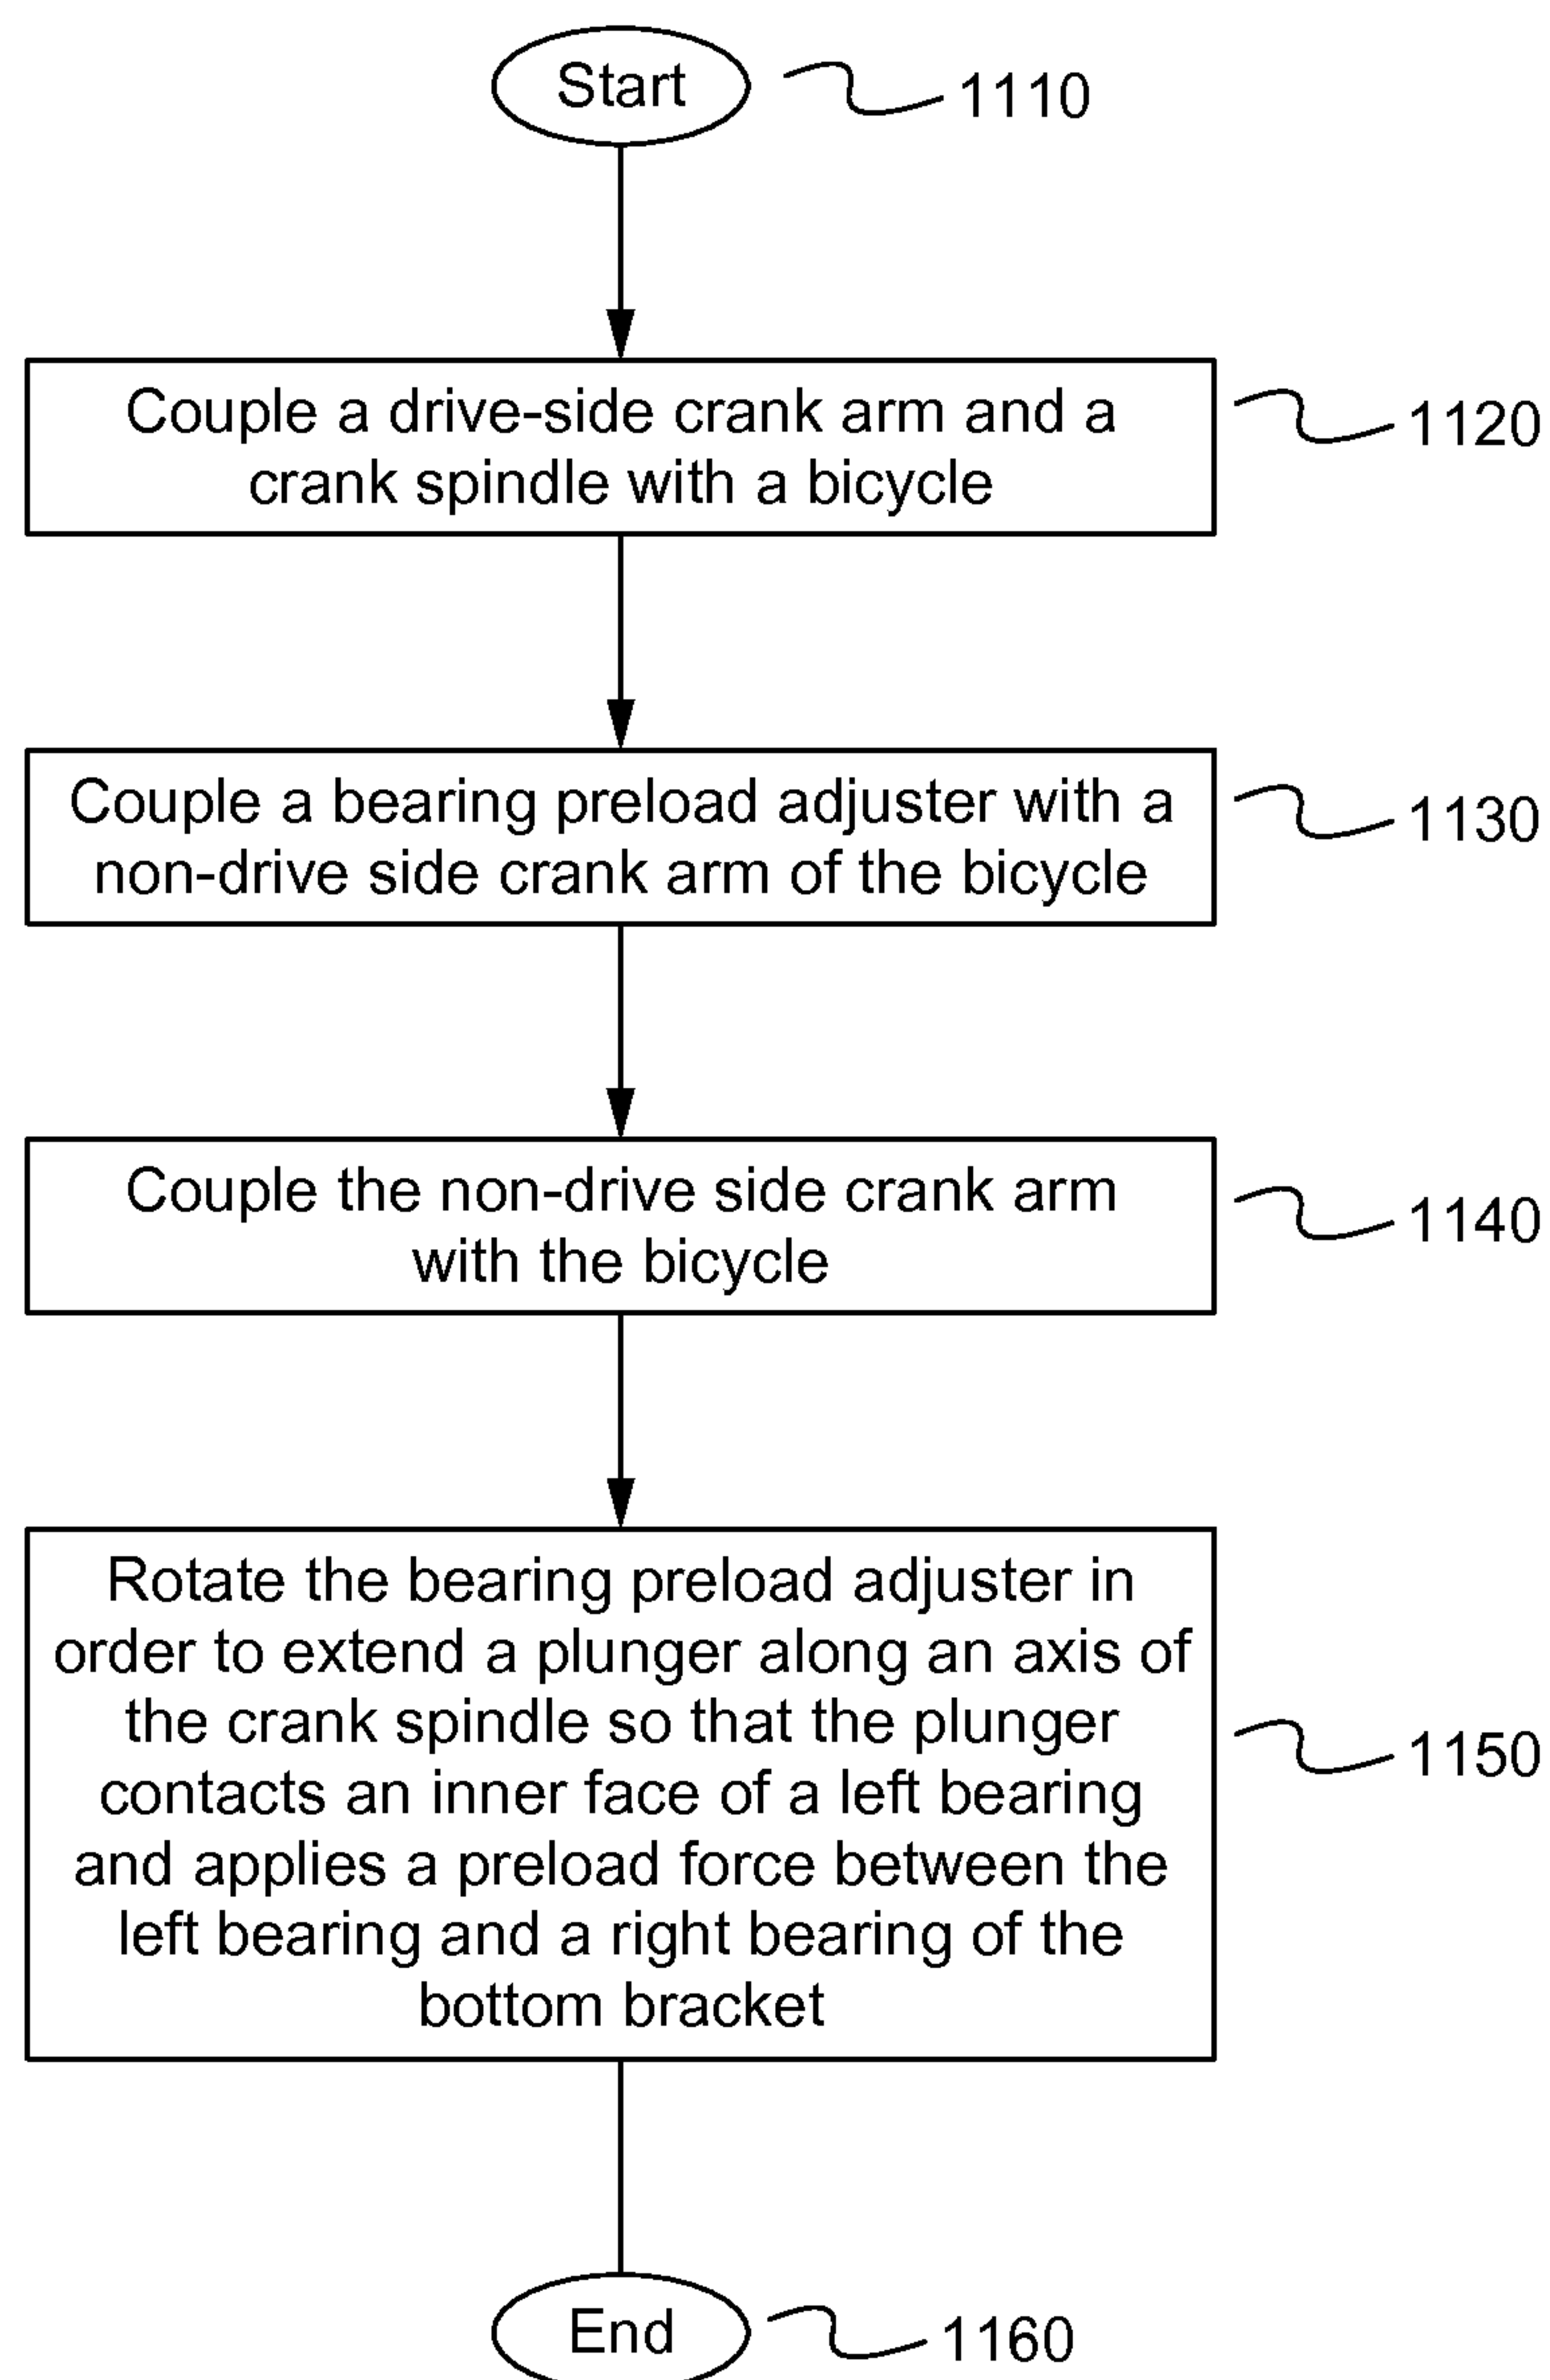 Start
1110
Couple a drive-side crank arm and a
crank spindle with a bicycle
1120
Couple a bearing preload adjuster with a
non-drive side crank arm of the bicycle
1130
Couple the non-drive side crank arm
with the bicycle
1140
Rotate the bearing preload adjuster in
order to extend a plunger along an axis of
the crank spindle so that the plunger
contacts an inner face of a left bearing
and applies a preload force between the
left bearing and a right bearing of the
bottom bracket
1150
End
1160